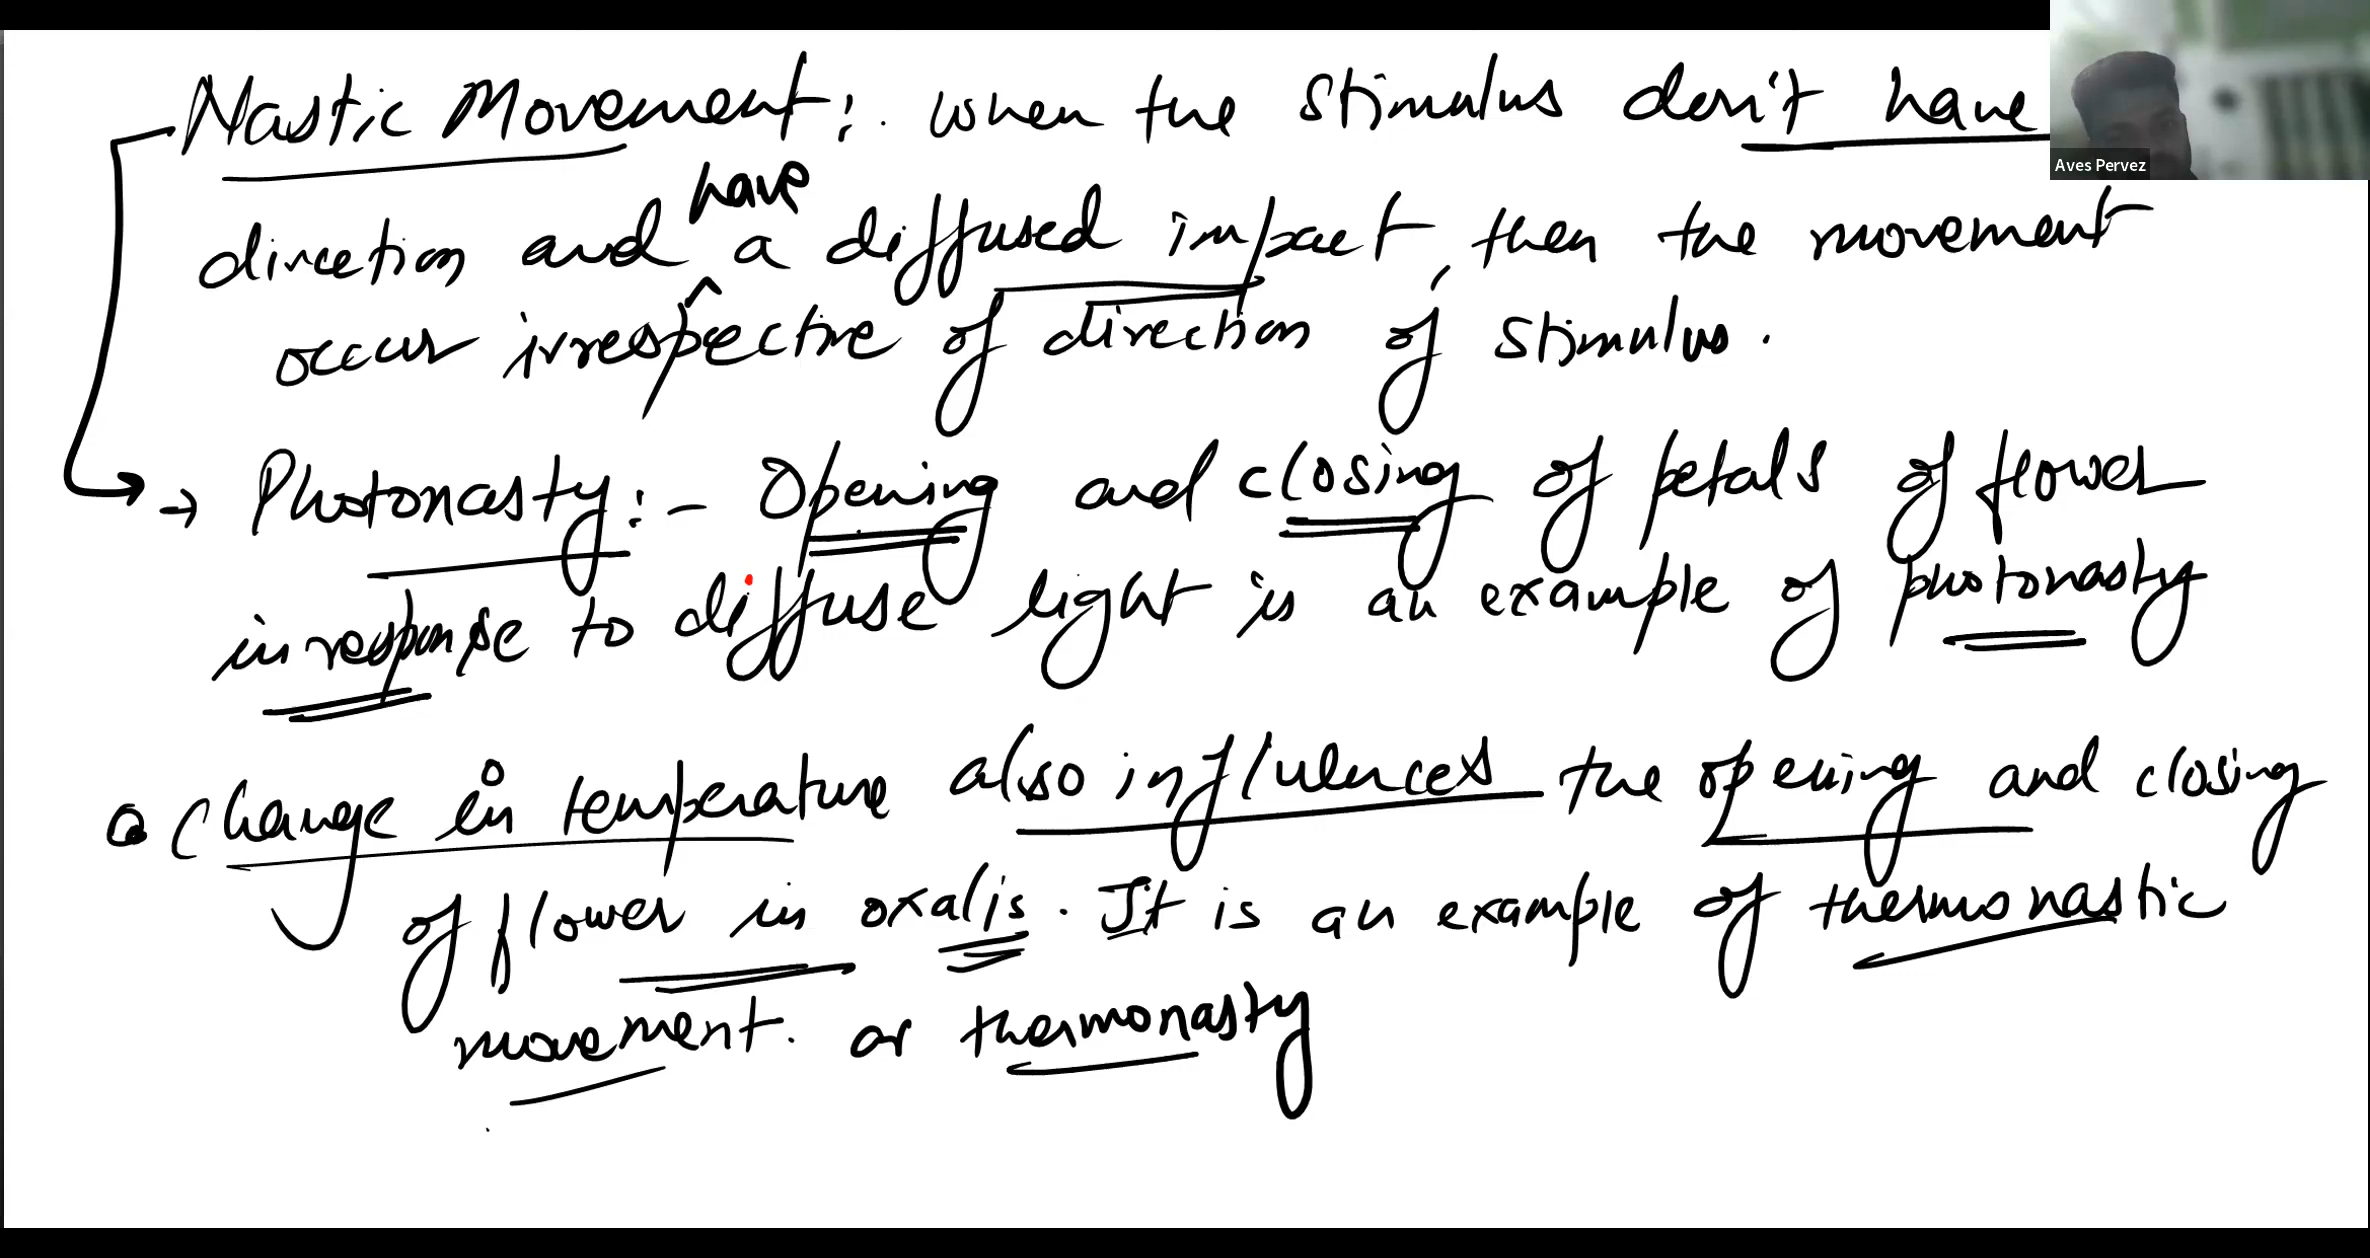 Nastic Movement :. When the stimulus don't have
Aves Pervez
have
direction and ^ a diffused impact, then the movement
occur irrespective of direction of stimulus.
→ Photonasty :- Opening and closing of petals of flower
in response to diffuse light is an example of photonasty
Change in temperature also influences the opening and closing
of flower in oxalis. It is an example of thermonastic
movement. or thermonasty